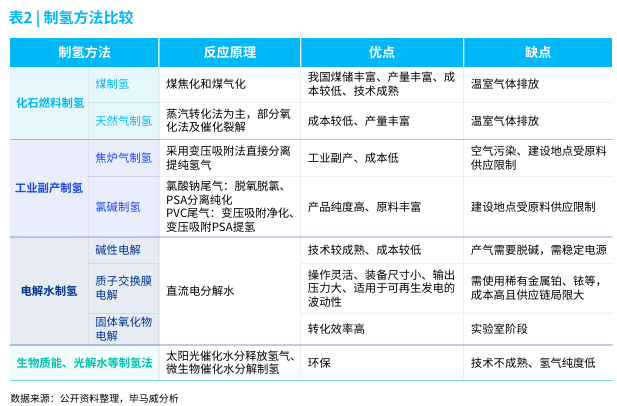 表2 | 制氢方法比较
制氢方法 反应原理 优点 缺点
化石燃料制氢
煤制氢
煤焦化和煤气化
我国煤储丰富、产量丰富、成
本较低、技术成熟
温室气体排放
天然气制氢
蒸汽转化法为主，部分氧
化法及催化裂解
成本较低、产量丰富
温室气体排放
工业副产制氢
焦炉气制氢
采用变压吸附法直接分离
提纯氢气
工业副产、成本低
空气污染、建设地点受原料
供应限制
氯碱制氢
氯酸钠尾气：脱氧脱氯、
PSA分离纯化
PVC尾气：变压吸附净化、
变压吸附PSA提氢
产品纯度高、原料丰富
建设地点受原料供应限制
电解水制氢
碱性电解
直流电分解水
技术较成熟、成本较低
产气需要脱碱，需稳定电源
质子交换膜
电解
操作灵活、装备尺寸小、输出
压力大、适用于可再生发电的
波动性
需使用稀有金属铂、铱等，
成本高且供应链局限大
固体氧化物
电解
转化效率高
实验室阶段
生物质能、光解水等制氢法
太阳光催化水分释放氢气、
微生物催化水分解制氢
环保
技术不成熟、氢气纯度低
数据来源：公开资料整理，毕马威分析